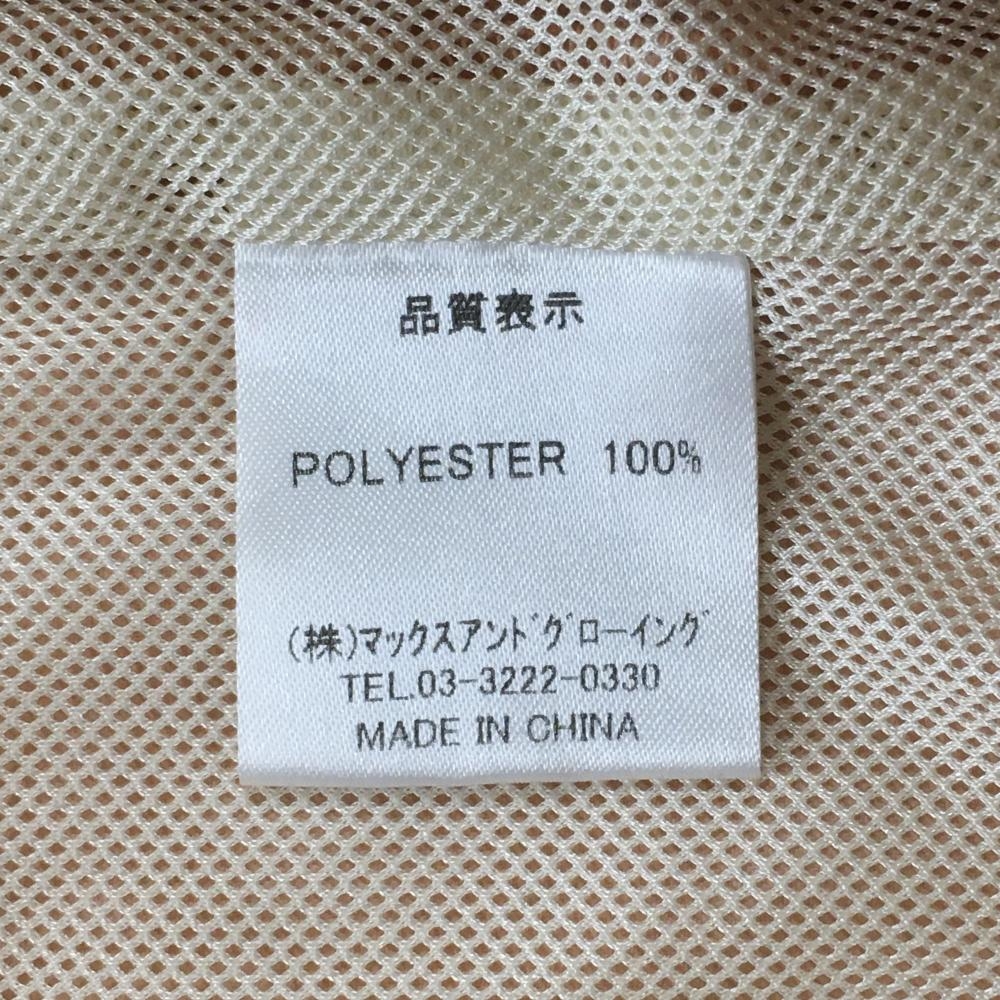 品質表示
POLYESTER 100%
(株)マックスアンドグローイング
TEL.03-3222-0330
MADE IN CHINA